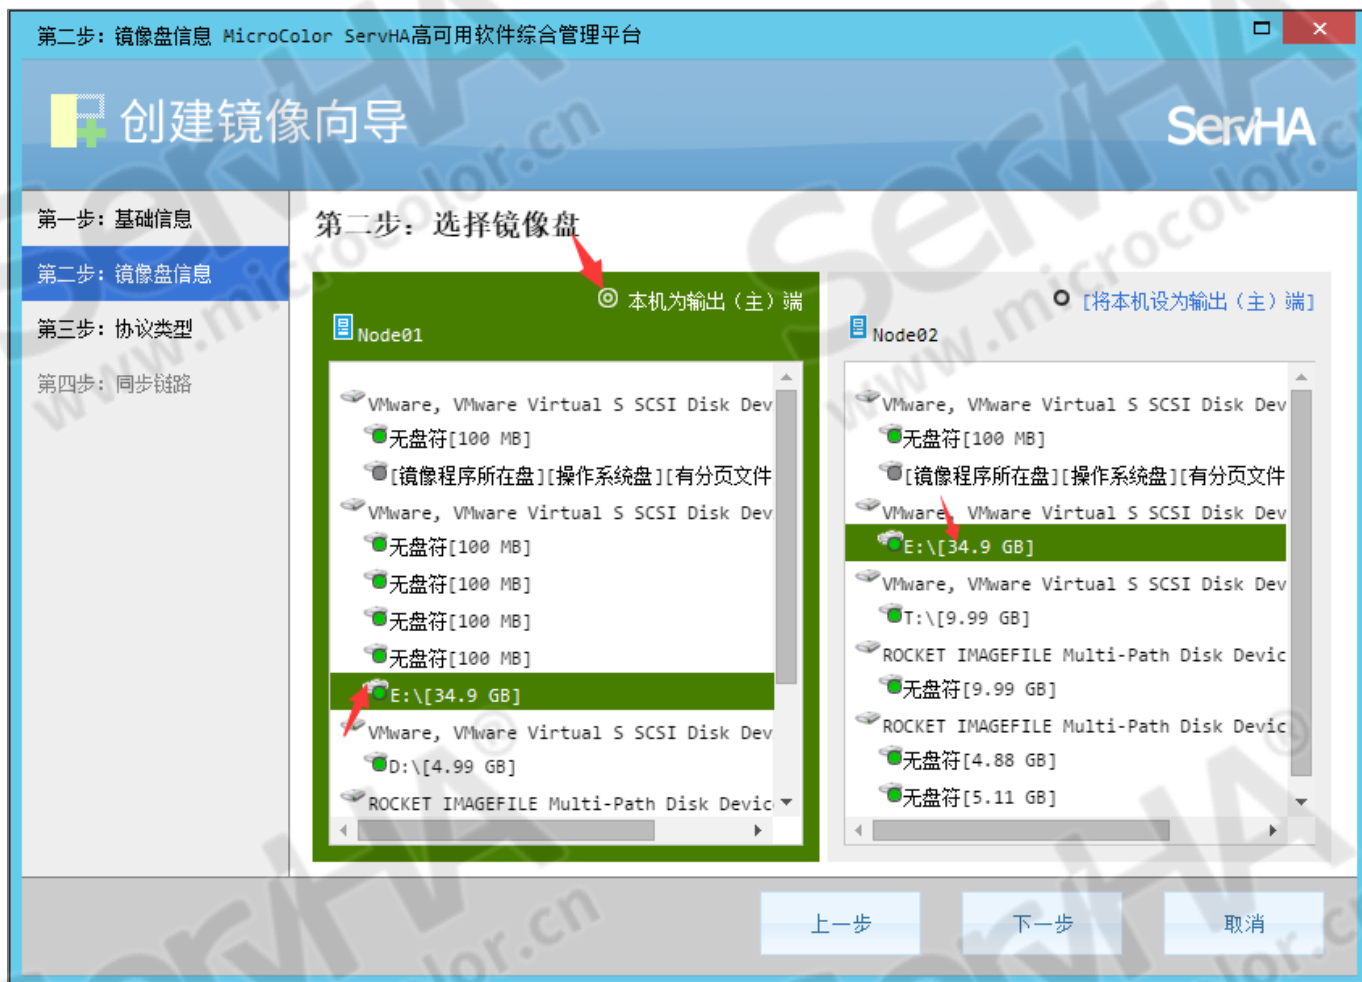 第二步：镜像盘信息 MicroColor ServHA高可用软件综合管理平台
创建镜像向导
ServHA
第一步：基础信息
第二步：镜像盘信息
第三步：协议类型
第四步：同步链路
第二步：选择镜像盘
本机为输出（主）端
Node01
VMware, VMware Virtual S SCSI Disk Dev
无盘符[100 MB]
[镜像程序所在盘][操作系统盘][有分页文件
VMware, VMware Virtual S SCSI Disk Dev
无盘符[100 MB]
无盘符[100 MB]
无盘符[100 MB]
无盘符[100 MB]
E:\[34.9 GB]
VMware, VMware Virtual S SCSI Disk Dev
D:\[4.99 GB]
ROCKET IMAGEFILE Multi-Path Disk Devic
[将本机设为输出（主）端]
Node02
VMware, VMware Virtual S SCSI Disk Dev
无盘符[100 MB]
[镜像程序所在盘][操作系统盘][有分页文件
VMware, VMware Virtual S SCSI Disk Dev
E:\[34.9 GB]
VMware, VMware Virtual S SCSI Disk Dev
T:\[9.99 GB]
ROCKET IMAGEFILE Multi-Path Disk Devic
无盘符[9.99 GB]
ROCKET IMAGEFILE Multi-Path Disk Devic
无盘符[4.88 GB]
无盘符[5.11 GB]
上一步
下一步
取消
ServHA
www.microcolor.cn